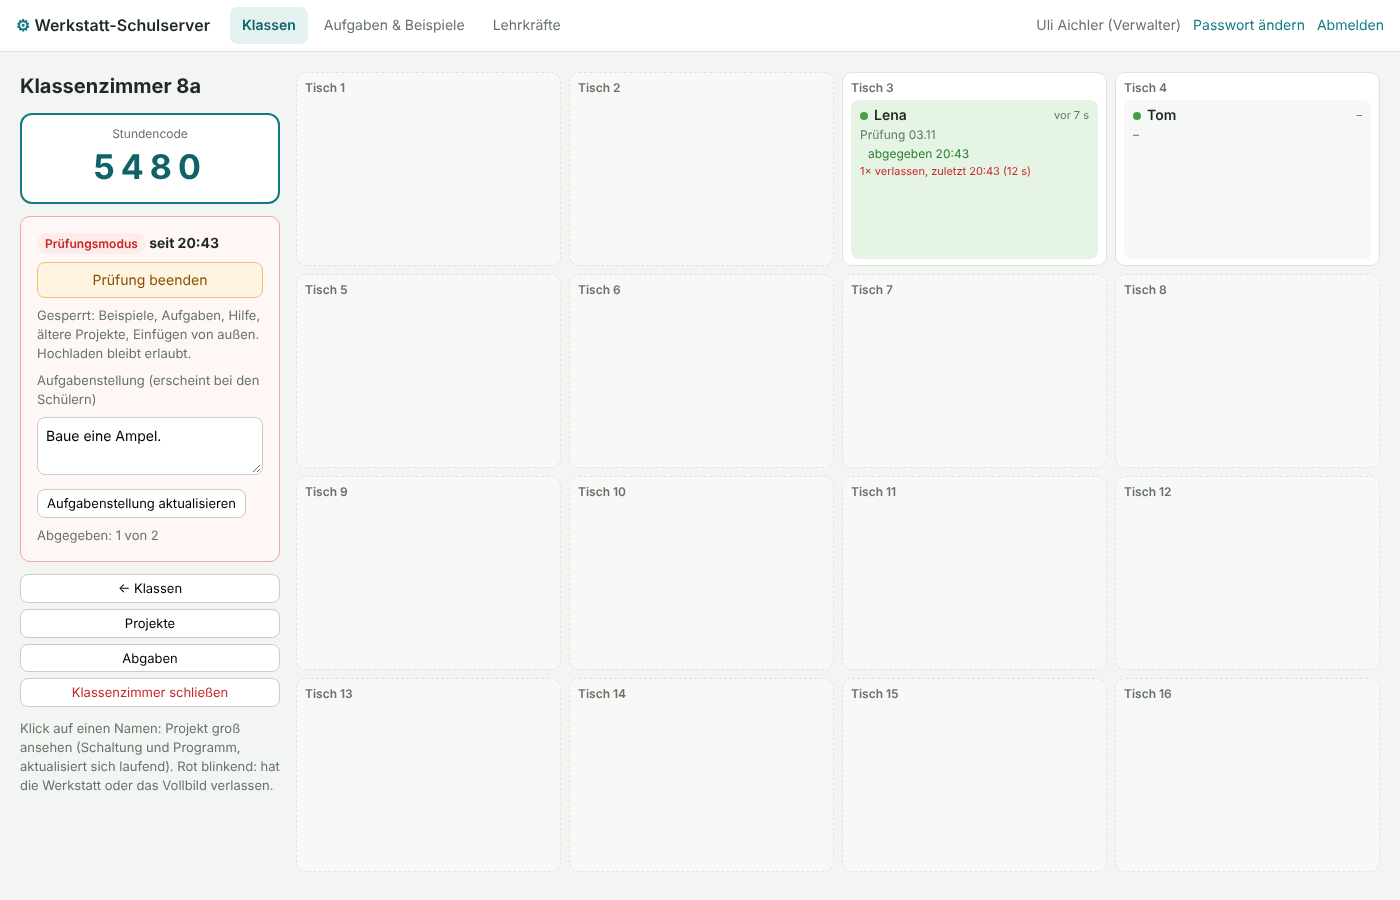 Werkstatt-Schulserver
Klassen
Aufgaben & Beispiele
Lehrkräfte
Uli Aichler (Verwalter)
Passwort ändern
Abmelden
Klassenzimmer 8a
Stundencode
5480
Prüfungsmodus seit 20:43
Prüfung beenden
Gesperrt: Beispiele, Aufgaben, Hilfe,
ältere Projekte, Einfügen von außen.
Hochladen bleibt erlaubt.
Aufgabenstellung (erscheint bei den
Schülern)
Baue eine Ampel.
Aufgabenstellung aktualisieren
Abgegeben: 1 von 2
← Klassen
Projekte
Abgaben
Klassenzimmer schließen
Klick auf einen Namen: Projekt groß
ansehen (Schaltung und Programm,
aktualisiert sich laufend). Rot blinkend: hat
die Werkstatt oder das Vollbild verlassen.
Tisch 1
Tisch 2
Tisch 3
Lena vor 7 s
Prüfung 03.11
abgegeben 20:43
1× verlassen, zuletzt 20:43 (12 s)
Tisch 4
Tom –
–
Tisch 5
Tisch 6
Tisch 7
Tisch 8
Tisch 9
Tisch 10
Tisch 11
Tisch 12
Tisch 13
Tisch 14
Tisch 15
Tisch 16